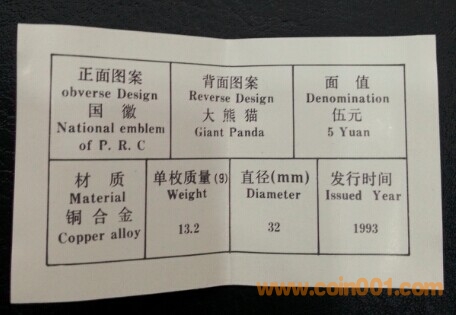 正面图案
obverse Design
国徽
National emblem
of P. R. C
背面图案
Reverse Design
大熊猫
Giant Panda
面值
Denomination
伍元
5 Yuan
材质
Material
铜合金
Copper alloy
单枚质量(g)
Weight
13.2
直径(mm)
Diameter
32
发行时间
Issued Year
1993
www.coin001.com